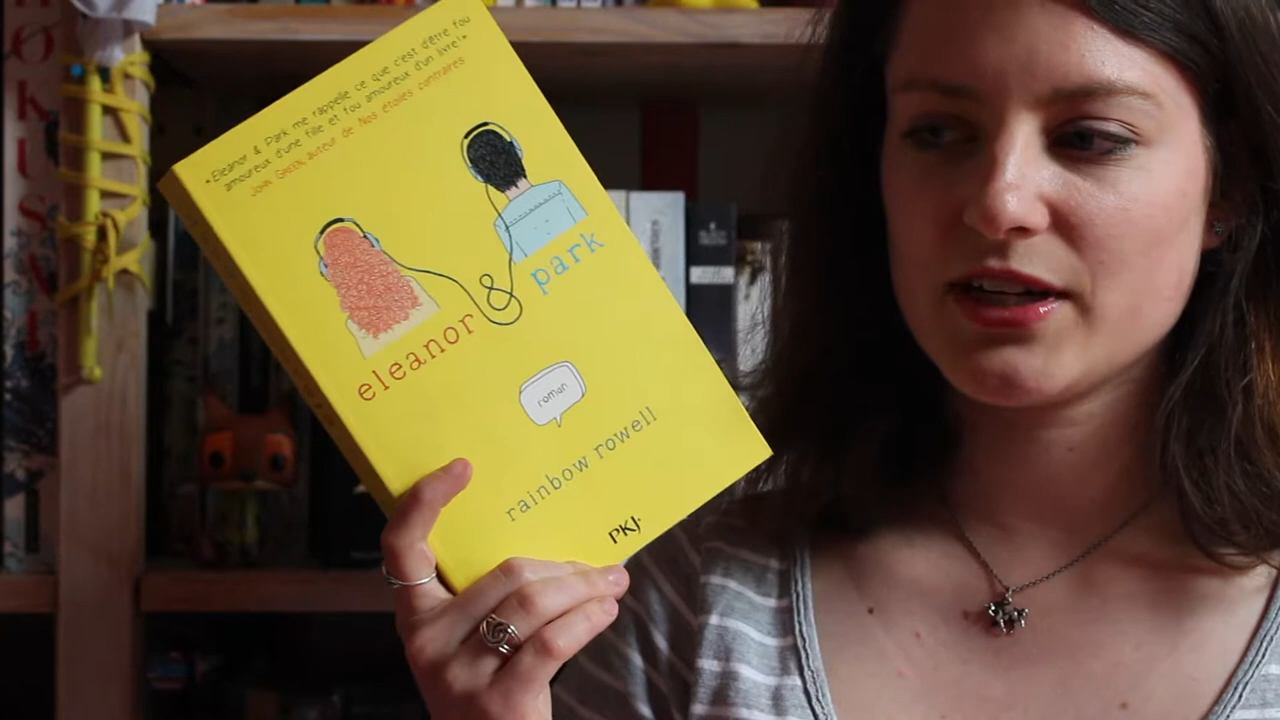 "Eleanor & Park me rappelle ce que c'est d'être fou
amoureux d'une fille et fou amoureux d'un livre!"
JOHN GREEN, auteur de Nos étoiles contraires
eleanor
&
park
roman
rainbow rowell
PKJ.